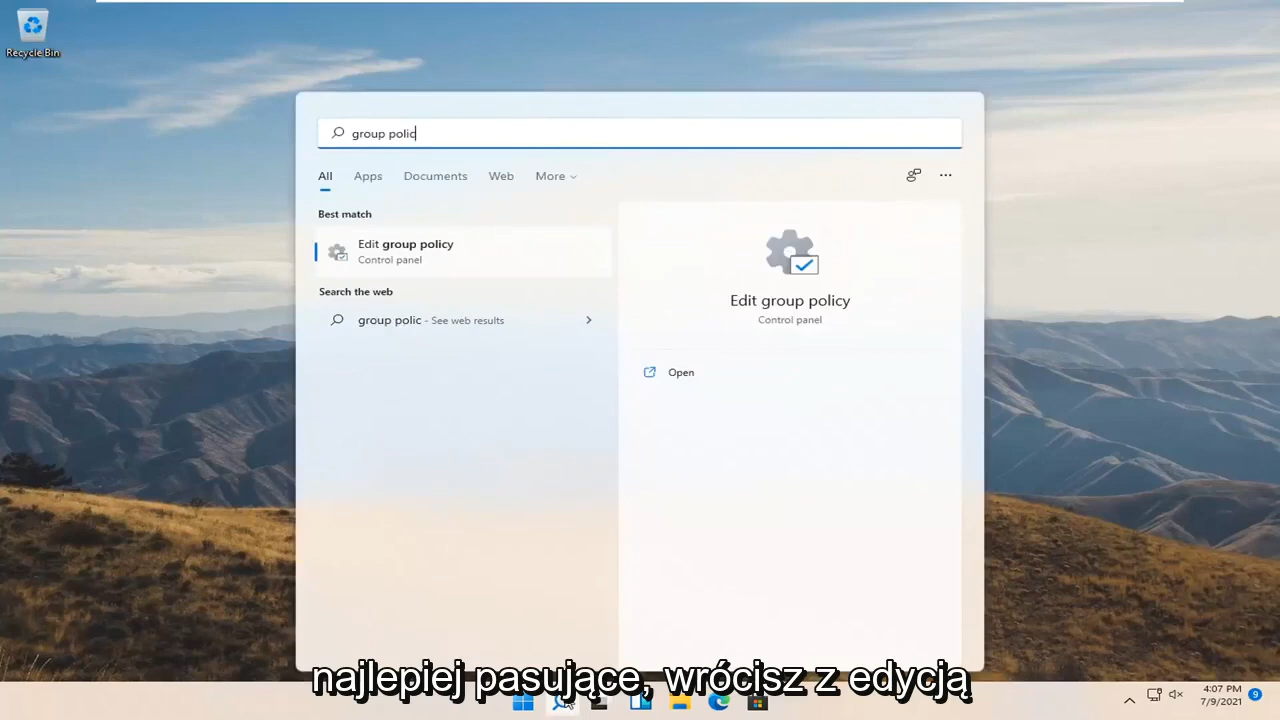 Recycle Bin
group polic
All Apps Documents Web More
Best match
Edit group policy
Control panel
Search the web
group polic - See web results
Edit group policy
Control panel
Open
najlepiej pasujące, wrócisz z edycją
4:07 PM
7/9/2021
9